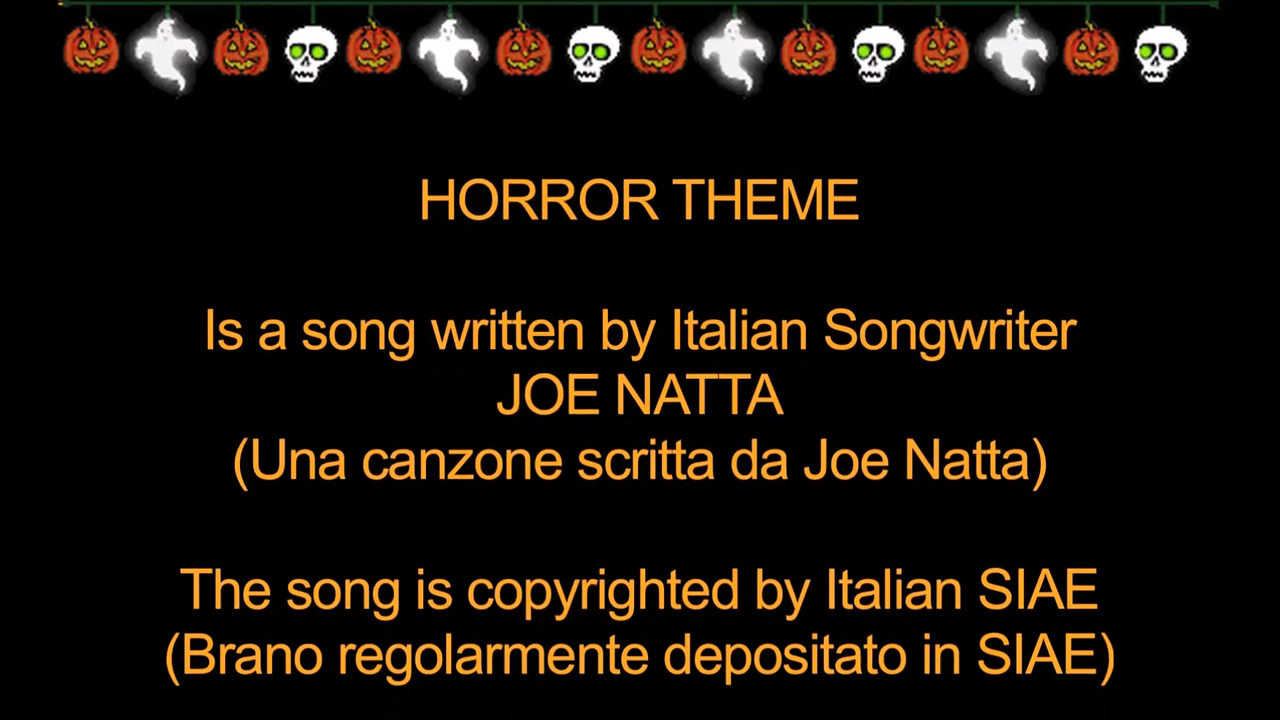 HORROR THEME
Is a song written by Italian Songwriter
JOE NATTA
(Una canzone scritta da Joe Natta)
The song is copyrighted by Italian SIAE
(Brano regolarmente depositato in SIAE)